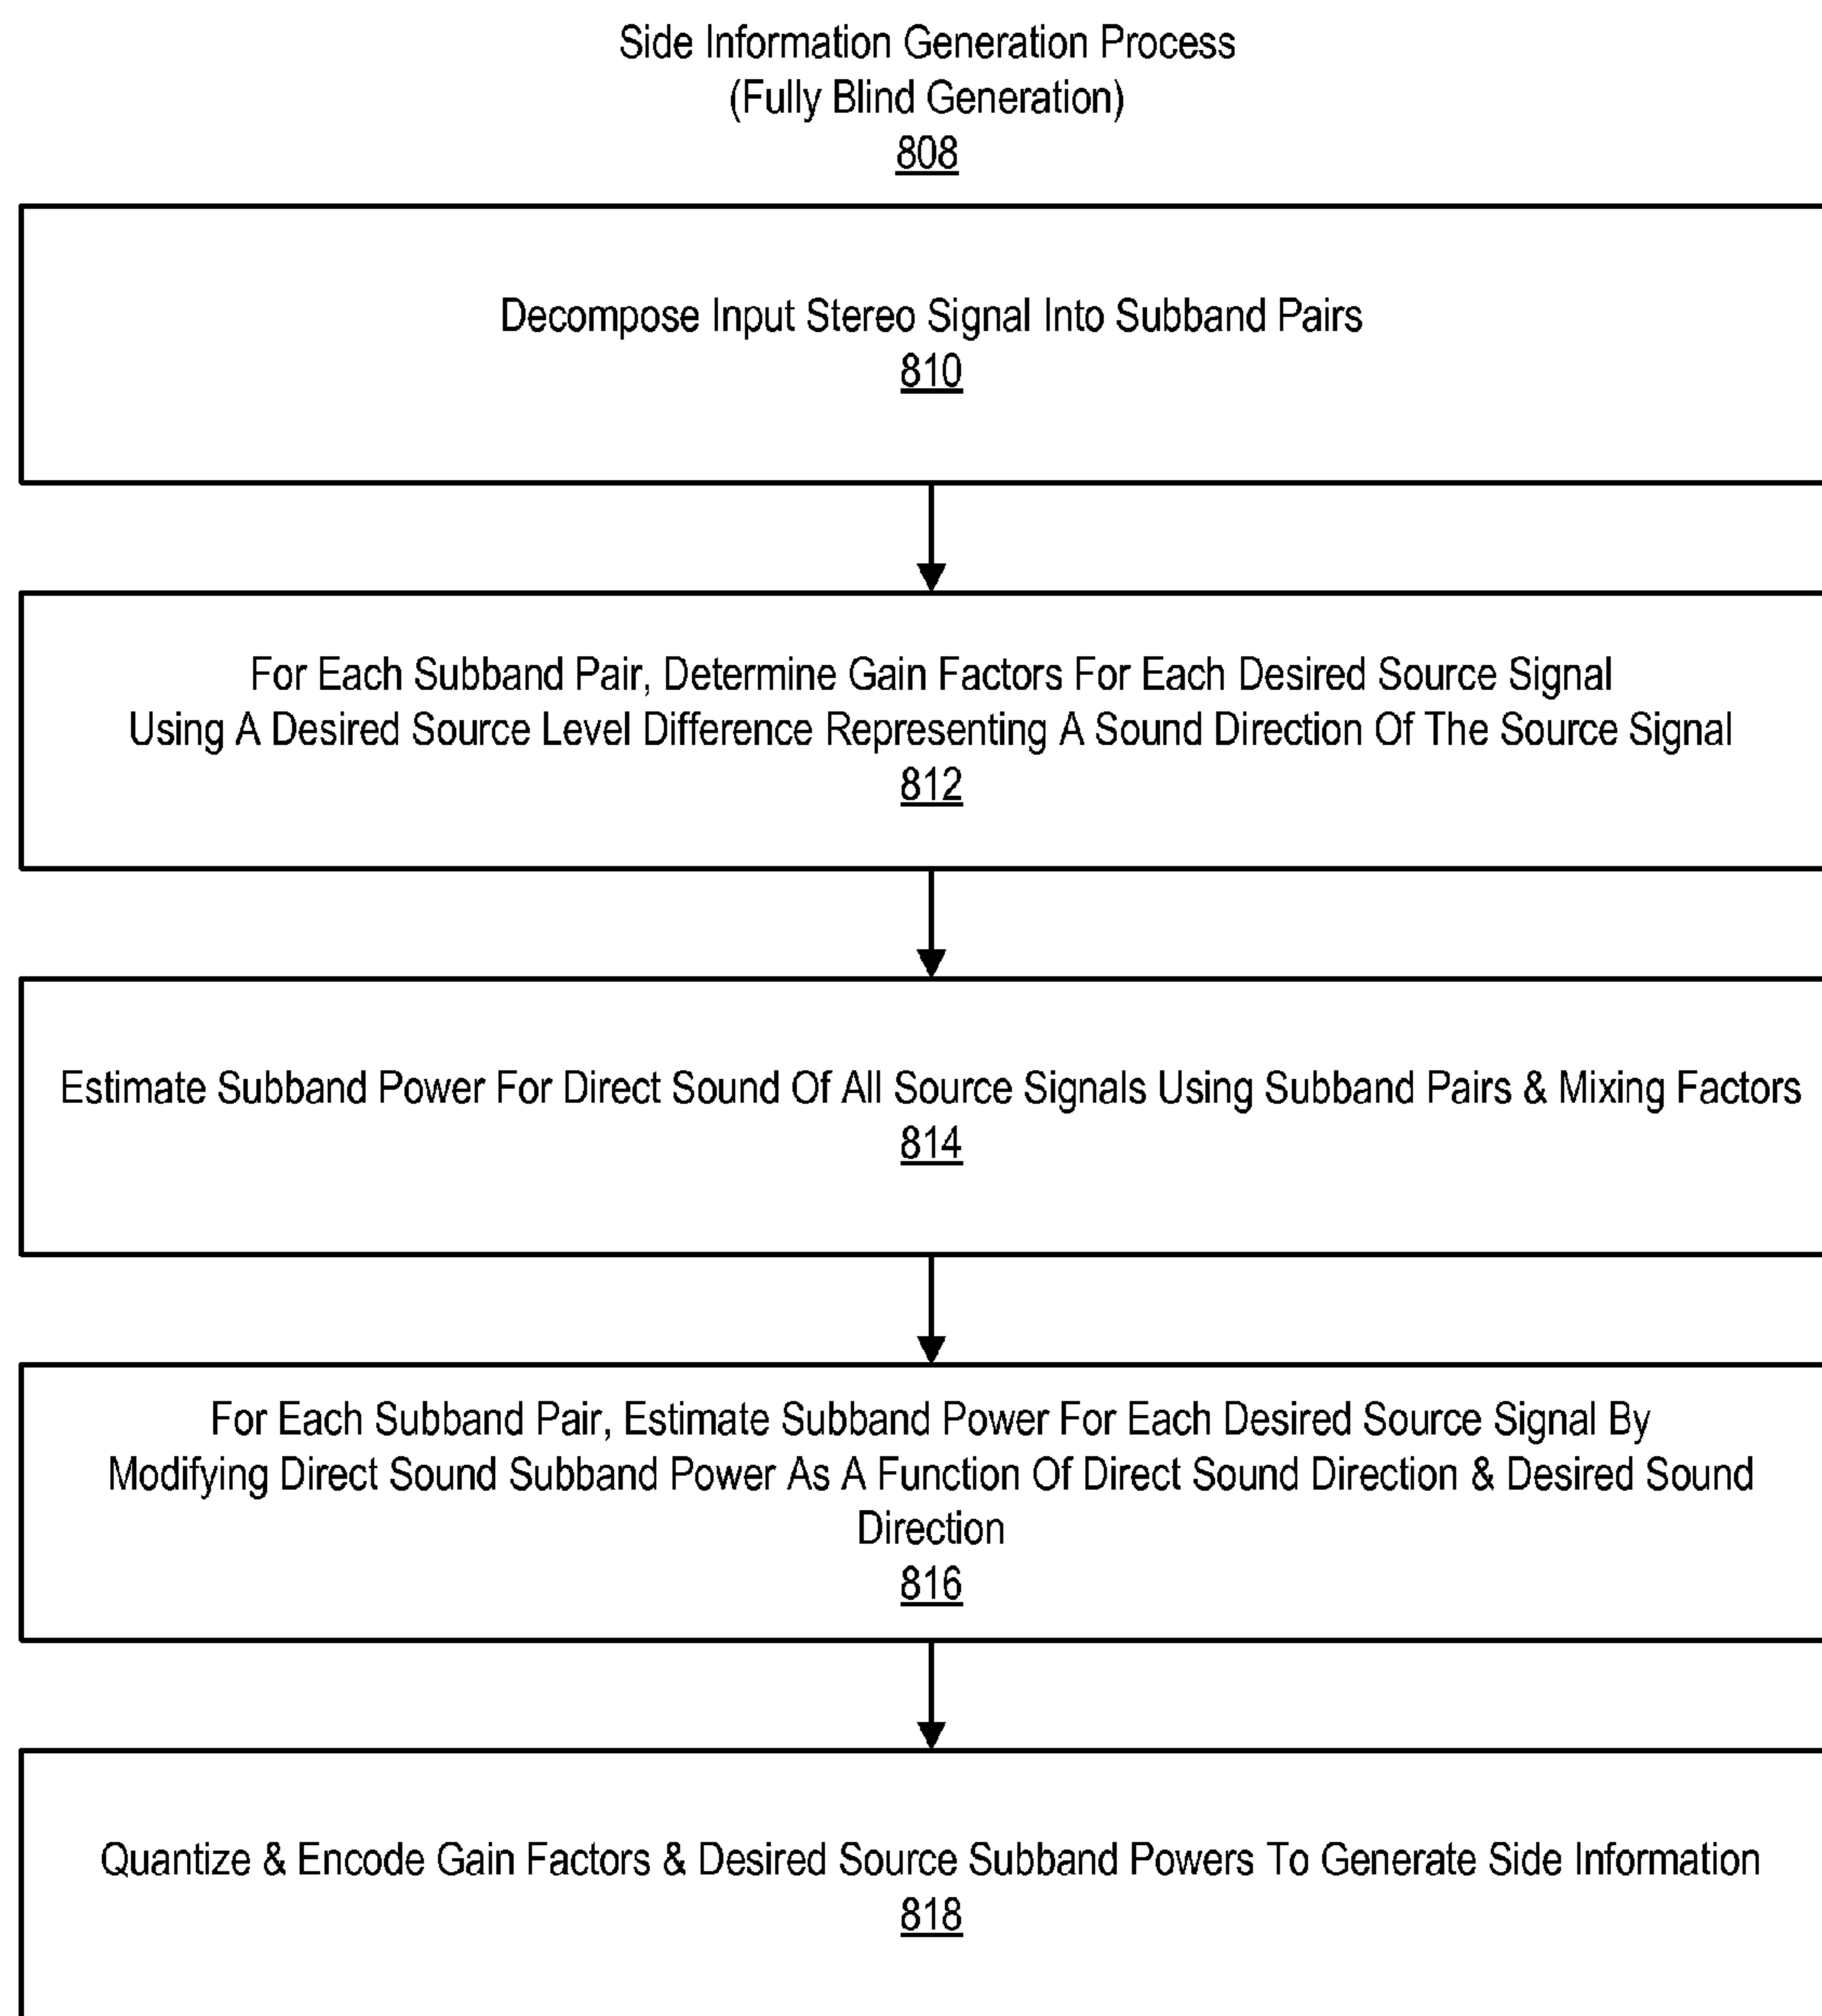 Side Information Generation Process
(Fully Blind Generation)
808
Decompose Input Stereo Signal Into Subband Pairs
810
For Each Subband Pair, Determine Gain Factors For Each Desired Source Signal
Using A Desired Source Level Difference Representing A Sound Direction Of The Source Signal
812
Estimate Subband Power For Direct Sound Of All Source Signals Using Subband Pairs & Mixing Factors
814
For Each Subband Pair, Estimate Subband Power For Each Desired Source Signal By
Modifying Direct Sound Subband Power As A Function Of Direct Sound Direction & Desired Sound
Direction
816
Quantize & Encode Gain Factors & Desired Source Subband Powers To Generate Side Information
818